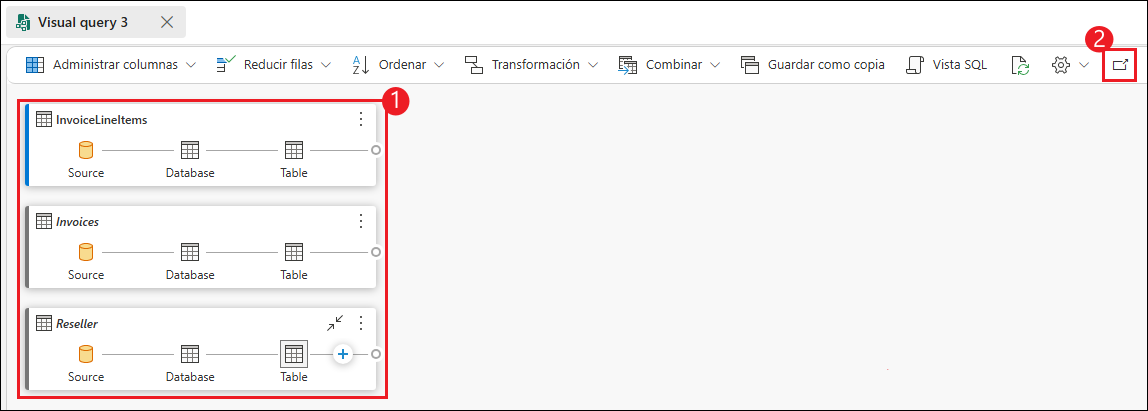 Visual query 3
2
Administrar columnas Reducir filas A Z Ordenar Transformación Combinar Guardar como copia Vista SQL
1
InvoiceLineItems
Source Database Table
Invoices
Source Database Table
Reseller
Source Database Table